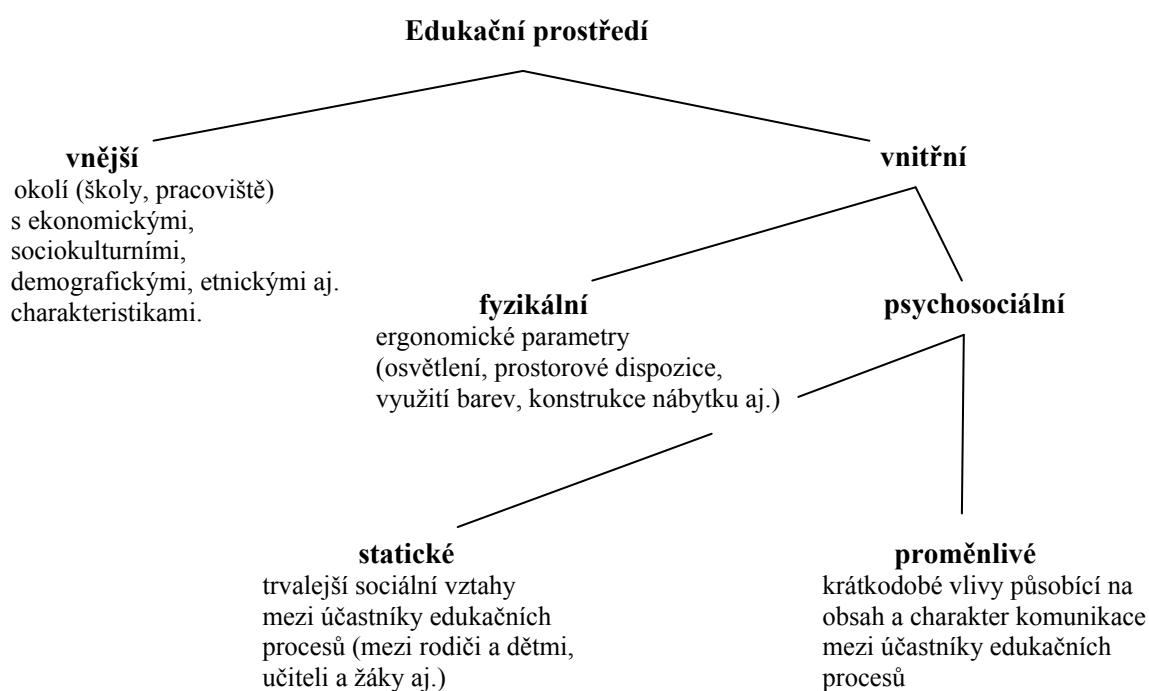 Edukační prostředí
vnější
okolí (školy, pracoviště)
s ekonomickými,
sociokulturními,
demografickými, etnickými aj.
charakteristikami.
vnitřní
fyzikální
ergonomické parametry
(osvětlení, prostorové dispozice,
využití barev, konstrukce nábytku aj.)
psychosociální
statické
trvalejší sociální vztahy
mezi účastníky edukačních
procesů (mezi rodiči a dětmi,
učiteli a žáky aj.)
proměnlivé
krátkodobé vlivy působící na
obsah a charakter komunikace
mezi účastníky edukačních
procesů